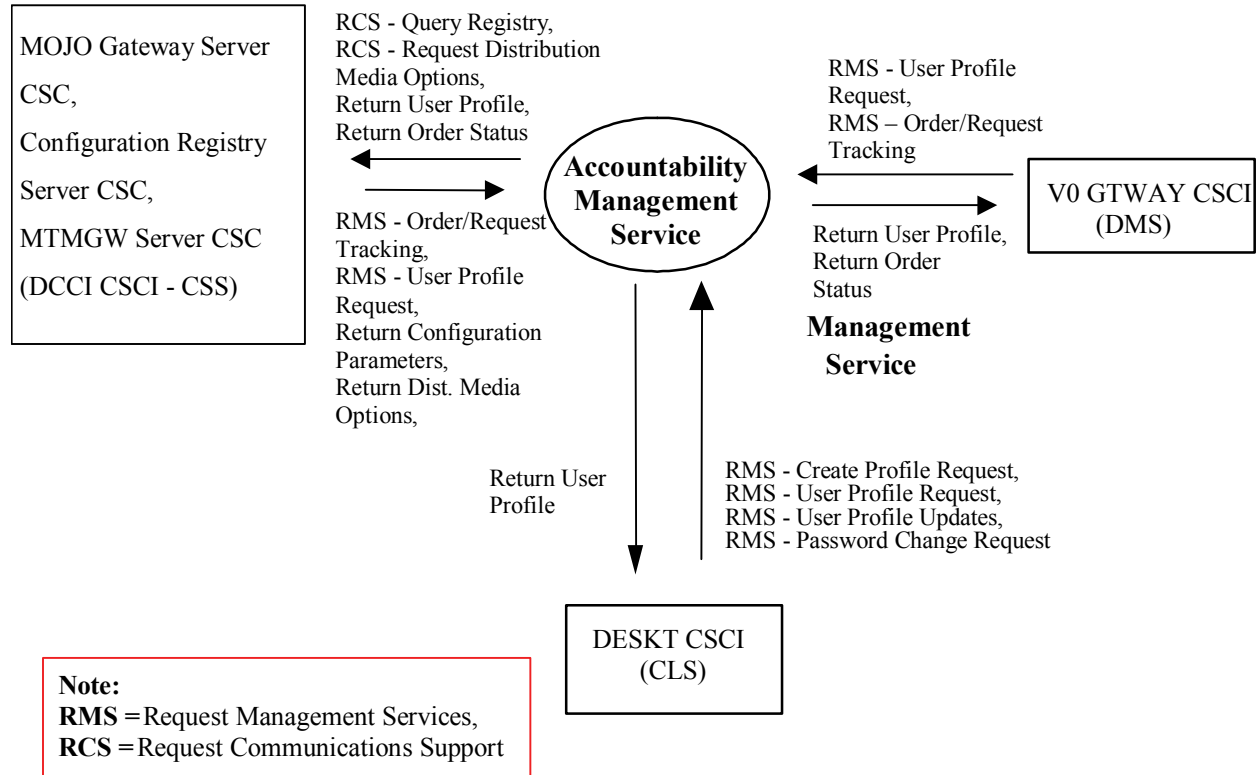 MOJO Gateway Server
CSC,
Configuration Registry
Server CSC,
MTMGW Server CSC
(DCCI CSCI - CSS)
RCS - Query Registry,
RCS - Request Distribution
Media Options,
Return User Profile,
Return Order Status
RMS - Order/Request
Tracking,
RMS - User Profile
Request,
Return Configuration
Parameters,
Return Dist. Media
Options,
Accountability
Management
Service
RMS - User Profile
Request,
RMS – Order/Request
Tracking
V0 GTWAY CSCI
(DMS)
Return User Profile,
Return Order
Status
Management
Service
Return User
Profile
RMS - Create Profile Request,
RMS - User Profile Request,
RMS - User Profile Updates,
RMS - Password Change Request
DESKT CSCI
(CLS)
Note:
RMS = Request Management Services,
RCS = Request Communications Support